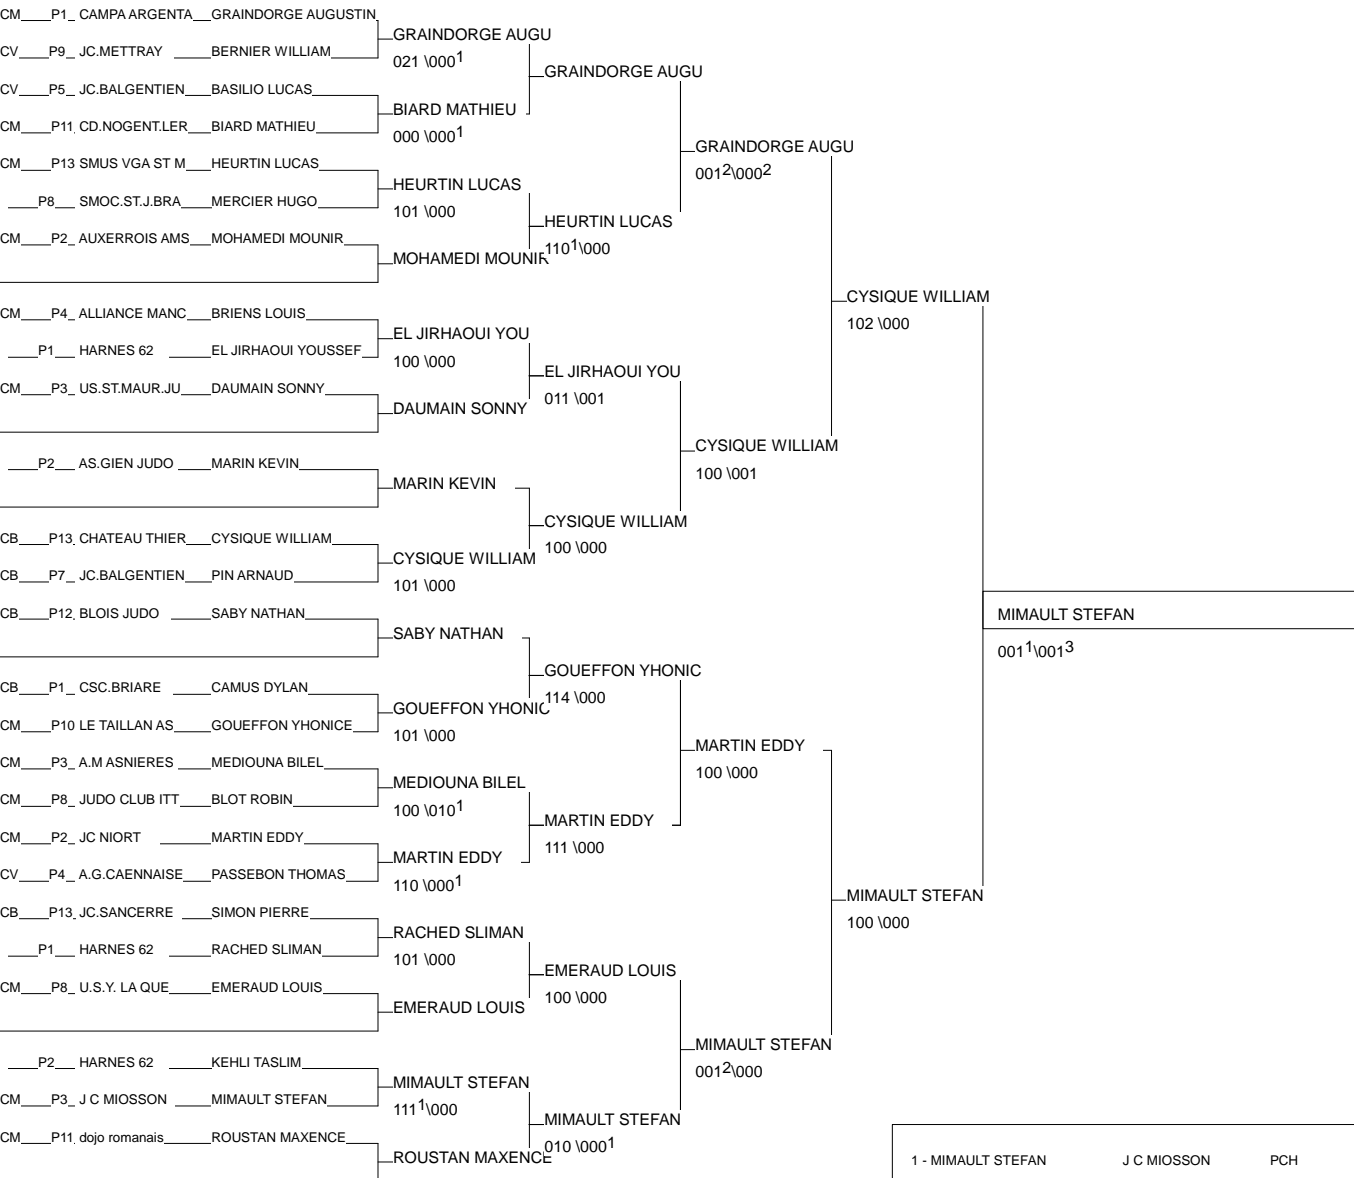 CM P1 CAMPA ARGENTA GRAINDORGE AUGUSTIN
GRAINDORGE AUGU
CV P9 JC.METTRAY BERNIER WILLIAM
021 \000¹
GRAINDORGE AUGU
CV P5 JC.BALGENTIEN BASILIO LUCAS
BIARD MATHIEU
CM P11 CD.NOGENT.LER BIARD MATHIEU
000 \000¹
GRAINDORGE AUGU
001²\000²
CM P13 SMUS VGA ST M HEURTIN LUCAS
HEURTIN LUCAS
P8 SMOC.ST.J.BRA MERCIER HUGO
101 \000
HEURTIN LUCAS
110¹\000
CM P2 AUXERROIS AMS MOHAMEDI MOUNIR
MOHAMEDI MOUNIR
CYSIQUE WILLIAM
102 \000
CM P4 ALLIANCE MANC BRIENS LOUIS
EL JIRHAOUI YOU
P1 HARNES 62 EL JIRHAOUI YOUSSEF
100 \000
EL JIRHAOUI YOU
011 \001
CM P3 US.ST.MAUR.JU DAUMAIN SONNY
DAUMAIN SONNY
CYSIQUE WILLIAM
100 \001
P2 AS.GIEN JUDO MARIN KEVIN
MARIN KEVIN
CYSIQUE WILLIAM
100 \000
CB P13 CHATEAU THIER CYSIQUE WILLIAM
CYSIQUE WILLIAM
CB P7 JC.BALGENTIEN PIN ARNAUD
101 \000
MIMAULT STEFAN
001¹\001³
CB P12 BLOIS JUDO SABY NATHAN
SABY NATHAN
GOUEFFON YHONIC
114 \000
CB P1 CSC.BRIARE CAMUS DYLAN
GOUEFFON YHONIC
CM P10 LE TAILLAN AS GOUEFFON YHONICE
101 \000
MARTIN EDDY
100 \000
CM P3 A.M ASNIERES MEDIOUNA BILEL
MEDIOUNA BILEL
CM P8 JUDO CLUB ITT BLOT ROBIN
100 \010¹
MARTIN EDDY
111 \000
CM P2 JC NIORT MARTIN EDDY
MARTIN EDDY
CV P4 A.G.CAENNAISE PASSEBON THOMAS
110 \000¹
MIMAULT STEFAN
100 \000
CB P13 JC.SANCERRE SIMON PIERRE
RACHED SLIMAN
P1 HARNES 62 RACHED SLIMAN
101 \000
EMERAUD LOUIS
100 \000
CM P8 U.S.Y. LA QUE EMERAUD LOUIS
EMERAUD LOUIS
MIMAULT STEFAN
001²\000
P2 HARNES 62 KEHLI TASLIM
MIMAULT STEFAN
CM P3 J C MIOSSON MIMAULT STEFAN
111¹\000
MIMAULT STEFAN
010 \000¹
CM P11 dojo romanais ROUSTAN MAXENCE
ROUSTAN MAXENCE
1 - MIMAULT STEFAN J C MIOSSON PCH